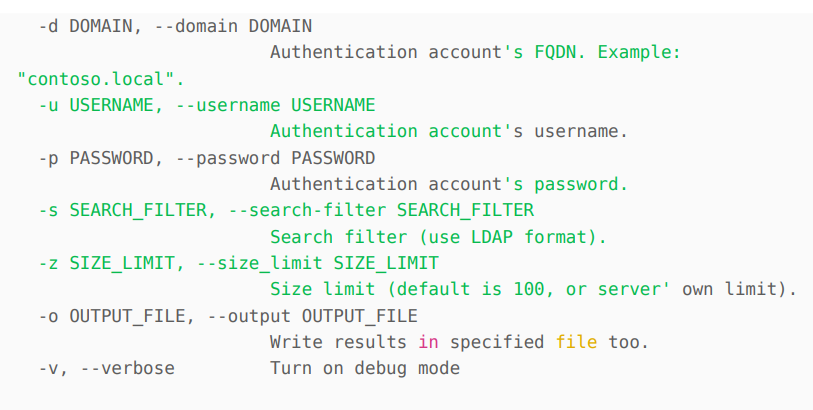 -d DOMAIN, --domain DOMAIN
Authentication account's FQDN. Example:
"contoso.local".
-u USERNAME, --username USERNAME
Authentication account's username.
-p PASSWORD, --password PASSWORD
Authentication account's password.
-s SEARCH_FILTER, --search-filter SEARCH_FILTER
Search filter (use LDAP format).
-z SIZE_LIMIT, --size_limit SIZE_LIMIT
Size limit (default is 100, or server' own limit).
-o OUTPUT_FILE, --output OUTPUT_FILE
Write results in specified file too.
-v, --verbose Turn on debug mode